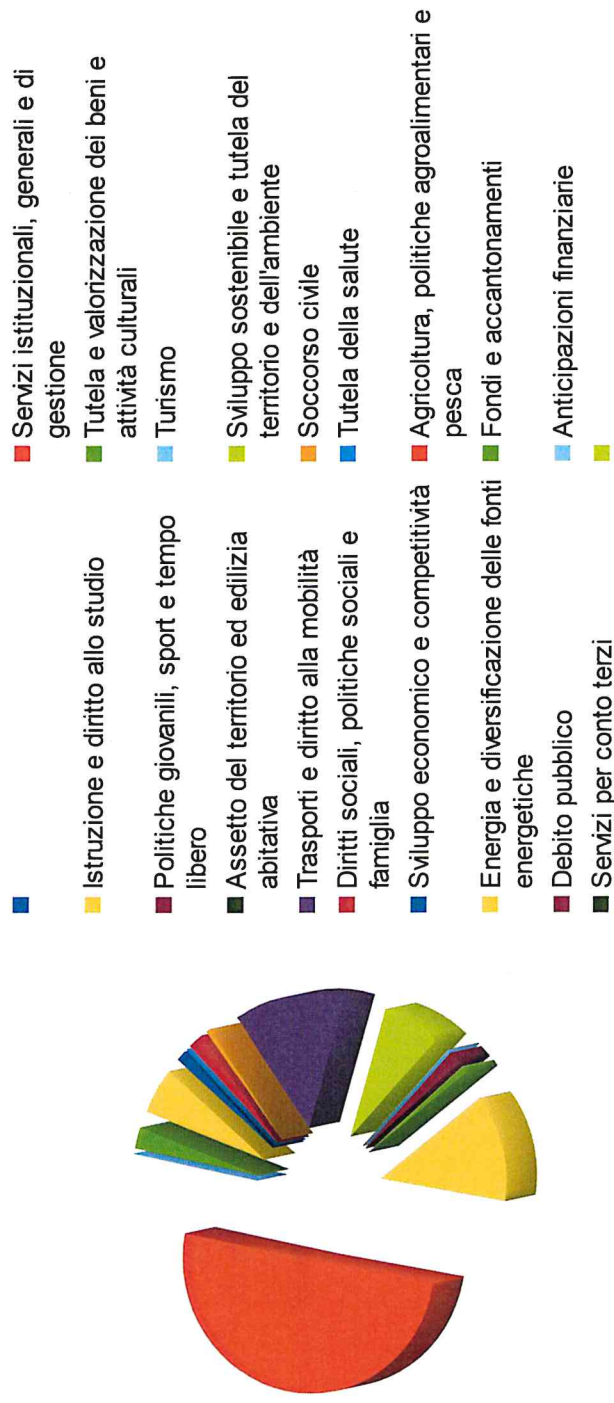 Servizi istituzionali, generali e di
gestione
Istruzione e diritto allo studio
Tutela e valorizzazione dei beni e
attività culturali
Politiche giovanili, sport e tempo
libero
Turismo
Assetto del territorio ed edilizia
abitativa
Sviluppo sostenibile e tutela del
territorio e dell'ambiente
Trasporti e diritto alla mobilità
Soccorso civile
Diritti sociali, politiche sociali e
famiglia
Tutela della salute
Sviluppo economico e competitività
Agricoltura, politiche agroalimentari e
pesca
Energia e diversificazione delle fonti
energetiche
Fondi e accantonamenti
Debito pubblico
Anticipazioni finanziarie
Servizi per conto terzi